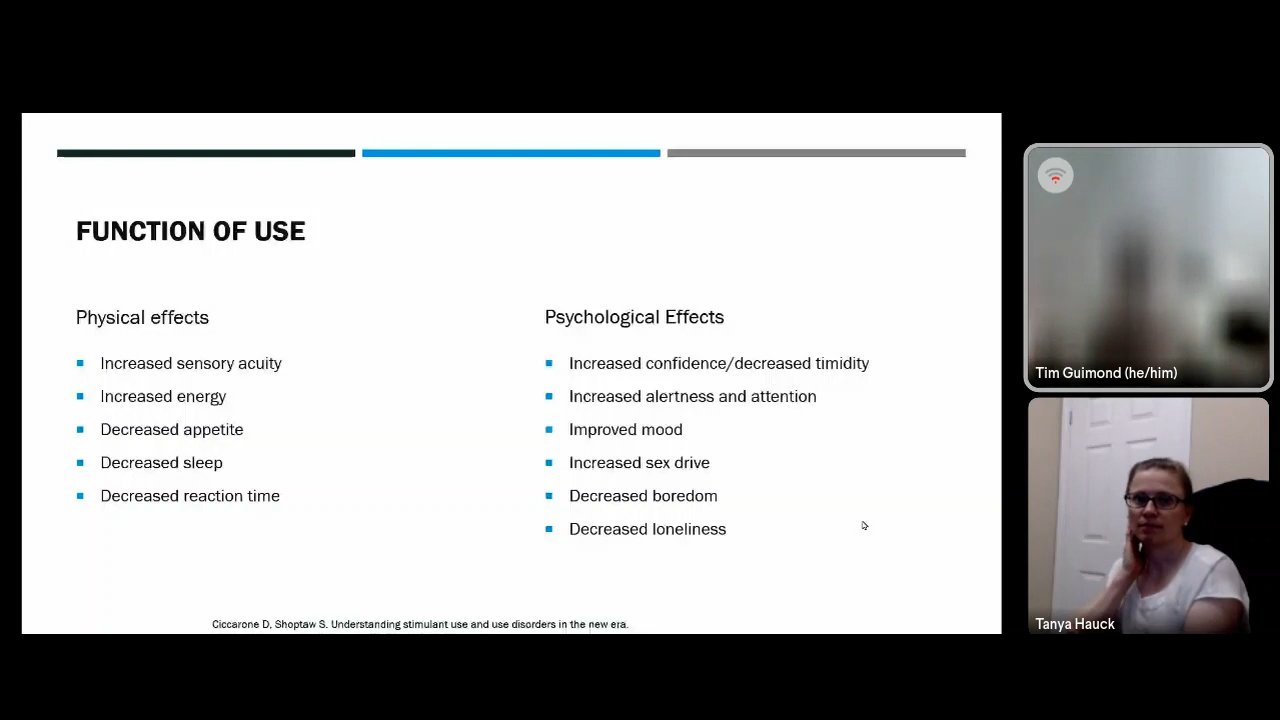 FUNCTION OF USE
Physical effects
Increased sensory acuity
Increased energy
Decreased appetite
Decreased sleep
Decreased reaction time
Psychological Effects
Increased confidence/decreased timidity
Increased alertness and attention
Improved mood
Increased sex drive
Decreased boredom
Decreased loneliness
Ciccarone D, Shoptaw S. Understanding stimulant use and use disorders in the new era.
Tim Guimond (he/him)
Tanya Hauck